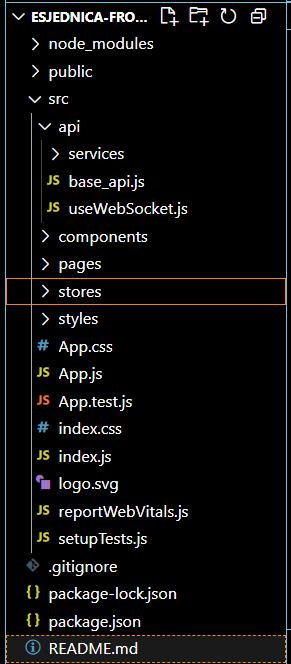 ESJEDNICA-FRO...
node_modules
public
src
api
services
JS base_api.js
JS useWebSocket.js
components
pages
stores
styles
# App.css
JS App.js
JS App.test.js
# index.css
JS index.js
logo.svg
JS reportWebVitals.js
JS setupTests.js
.gitignore
{} package-lock.json
{} package.json
README.md